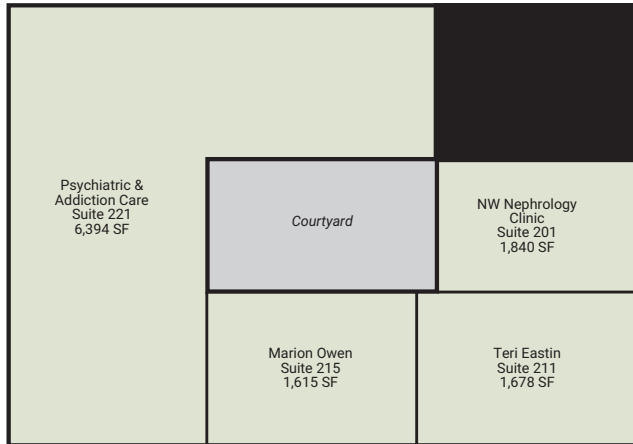 Psychiatric &
Addiction Care
Suite 221
6,394 SF
Courtyard
NW Nephrology
Clinic
Suite 201
1,840 SF
Marion Owen
Suite 215
1,615 SF
Teri Eastin
Suite 211
1,678 SF